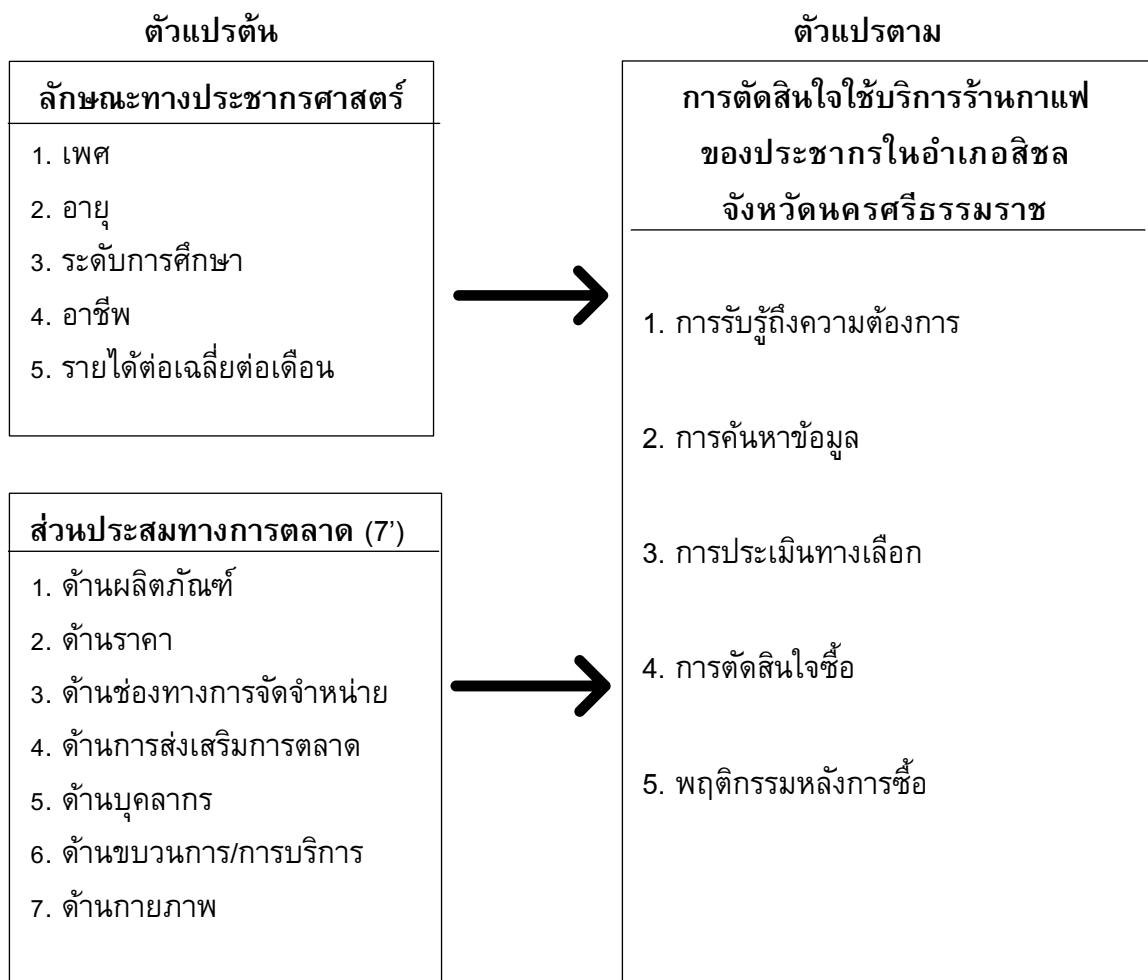 ตัวแปรต้น
ลักษณะทางประชากรศาสตร์
1. เพศ
2. อายุ
3. ระดับการศึกษา
4. อาชีพ
5. รายได้ต่อเฉลี่ยต่อเดือน
ส่วนประสมทางการตลาด (7’)
1. ด้านผลิตภัณฑ์
2. ด้านราคา
3. ด้านช่องทางการจัดจำหน่าย
4. ด้านการส่งเสริมการตลาด
5. ด้านบุคลากร
6. ด้านขบวนการ/การบริการ
7. ด้านกายภาพ
ตัวแปรตาม
การตัดสินใจใช้บริการร้านกาแฟ
ของประชากรในอำเภอสิชล
จังหวัดนครศรีธรรมราช
1. การรับรู้ถึงความต้องการ
2. การค้นหาข้อมูล
3. การประเมินทางเลือก
4. การตัดสินใจซื้อ
5. พฤติกรรมหลังการซื้อ